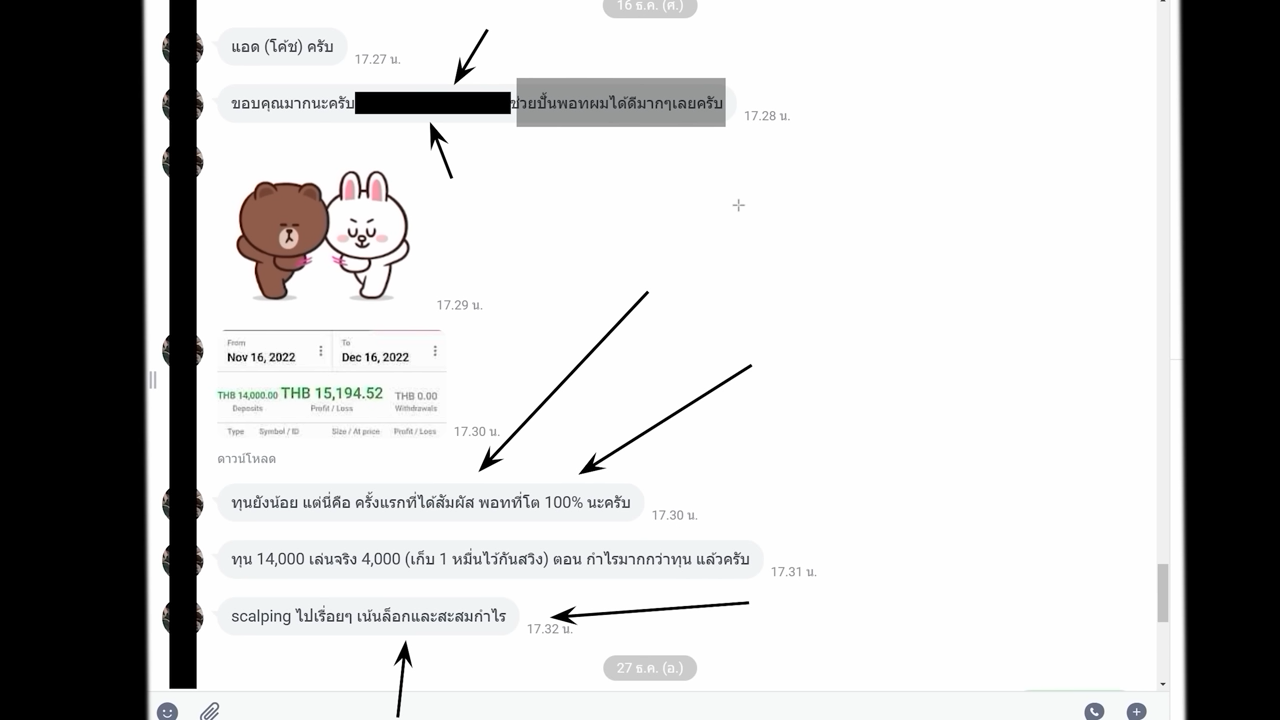 16 ธ.ค. (ศ.)
แอด (โค้ช) ครับ
17.27 น.
ขอบคุณมากนะครับ ช่วยปั้นพอทผมได้ดีมากๆเลยครับ
17.28 น.
17.29 น.
From To
Nov 16, 2022 Dec 16, 2022
THB 14,000.00 THB 15,194.52 THB 0.00
Deposits Profit / Loss Withdrawals
Type Symbol / ID Size / At price Profit / Loss
17.30 น.
ดาวน์โหลด
ทุนยังน้อย แต่นี่คือ ครั้งแรกที่ได้สัมผัส พอทที่โต 100% นะครับ
17.30 น.
ทุน 14,000 เล่นจริง 4,000 (เก็บ 1 หมื่นไว้กันสวิง) ตอน กำไรมากกว่าทุน แล้วครับ
17.31 น.
scalping ไปเรื่อยๆ เน้นล็อกและสะสมกำไร
17.32 น.
27 ธ.ค. (อ.)